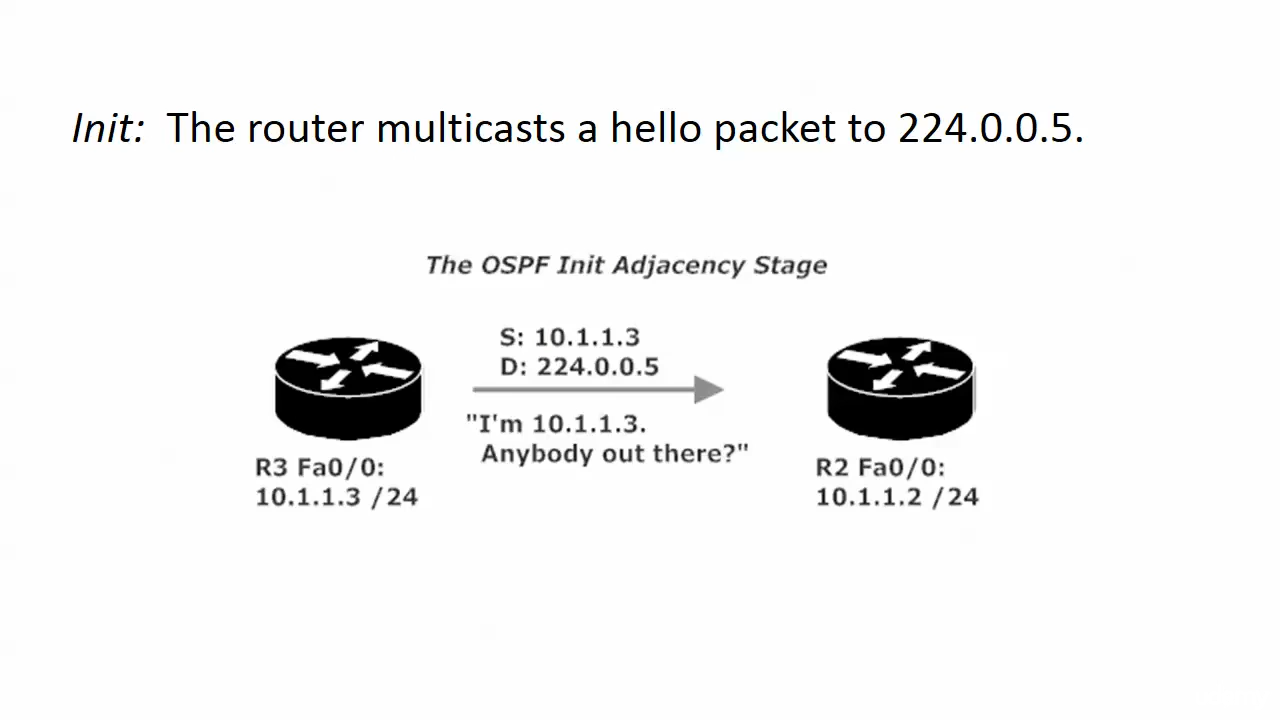 Init: The router multicasts a hello packet to 224.0.0.5.
The OSPF Init Adjacency Stage
S: 10.1.1.3
D: 224.0.0.5
"I'm 10.1.1.3.
Anybody out there?"
R3 Fa0/0:
10.1.1.3 /24
R2 Fa0/0:
10.1.1.2 /24